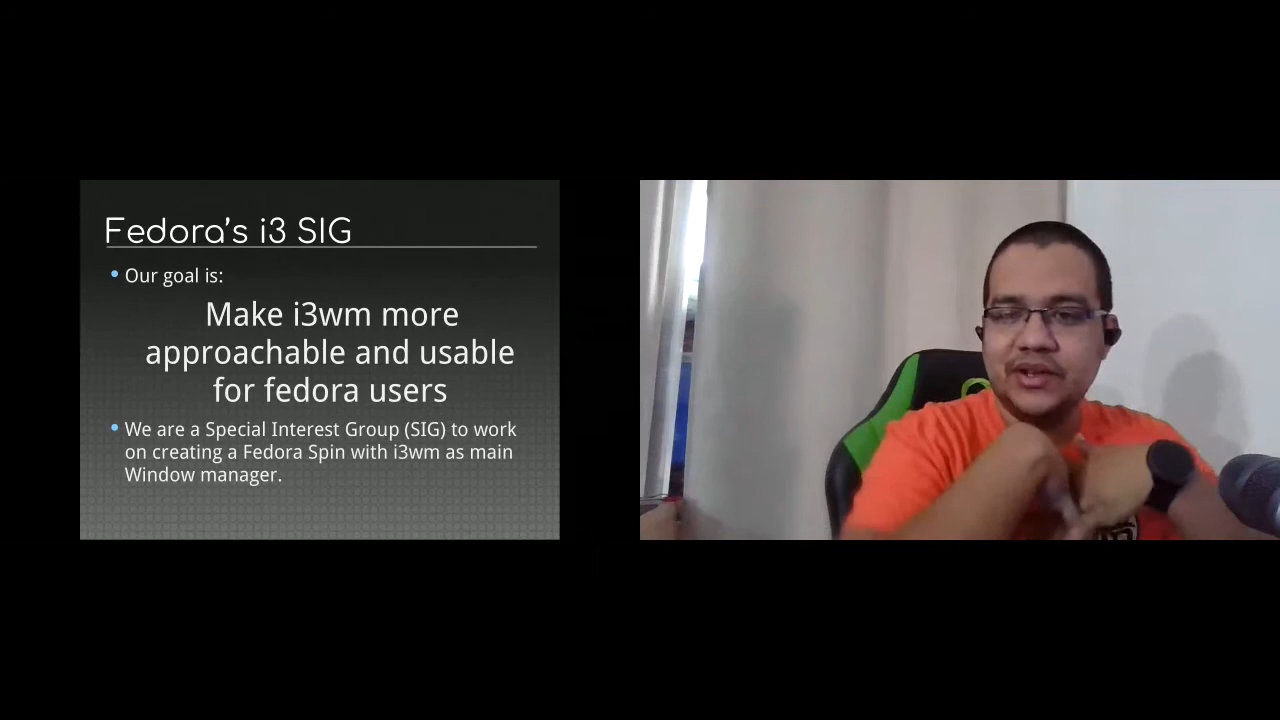 Fedora’s i3 SIG
• Our goal is:
Make i3wm more
approachable and usable
for fedora users
• We are a Special Interest Group (SIG) to work
on creating a Fedora Spin with i3wm as main
Window manager.